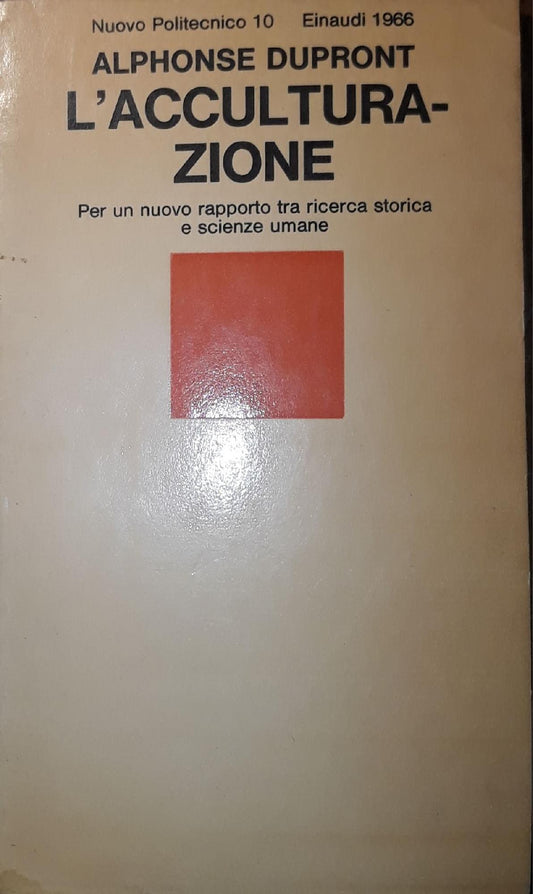 Nuovo Politecnico 10 Einaudi 1966
ALPHONSE DUPRONT
L'ACCULTURA-
ZIONE
Per un nuovo rapporto tra ricerca storica
e scienze umane